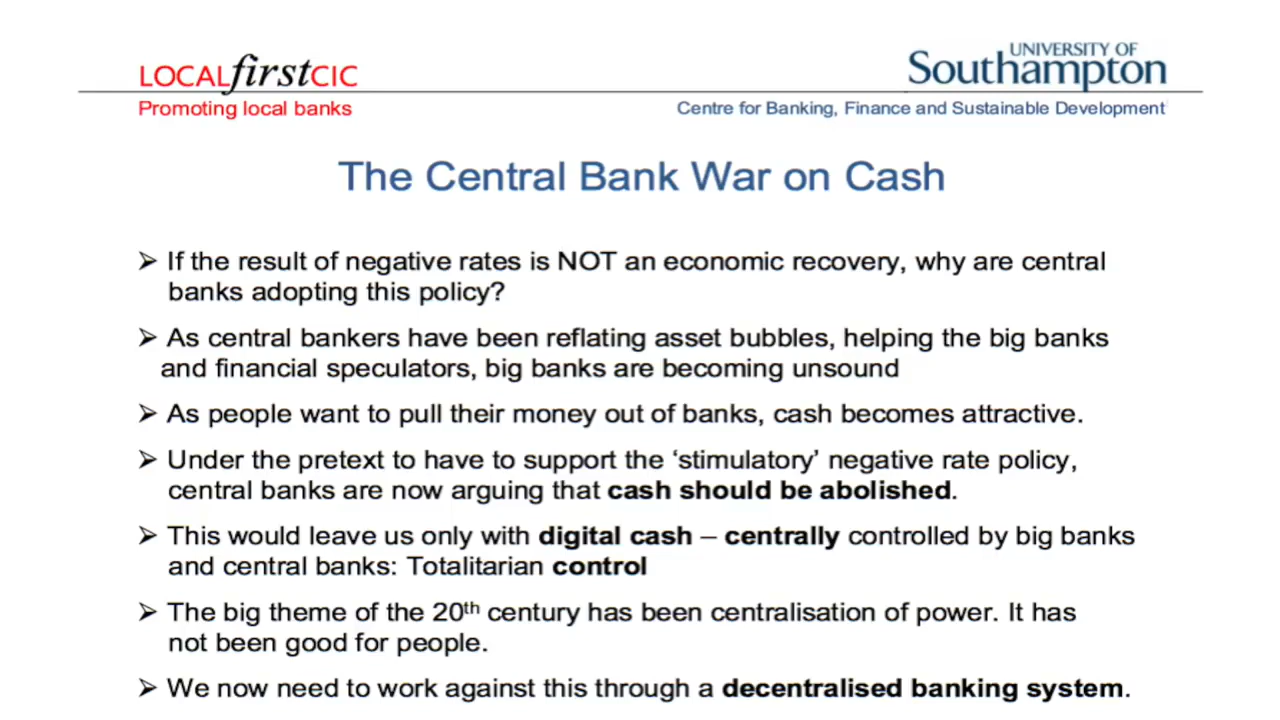 LOCALfirstCIC
Promoting local banks
UNIVERSITY OF
Southampton
Centre for Banking, Finance and Sustainable Development
The Central Bank War on Cash
➢ If the result of negative rates is NOT an economic recovery, why are central
banks adopting this policy?
➢ As central bankers have been reflating asset bubbles, helping the big banks
and financial speculators, big banks are becoming unsound
➢ As people want to pull their money out of banks, cash becomes attractive.
➢ Under the pretext to have to support the ‘stimulatory’ negative rate policy,
central banks are now arguing that cash should be abolished.
➢ This would leave us only with digital cash – centrally controlled by big banks
and central banks: Totalitarian control
➢ The big theme of the 20th century has been centralisation of power. It has
not been good for people.
➢ We now need to work against this through a decentralised banking system.